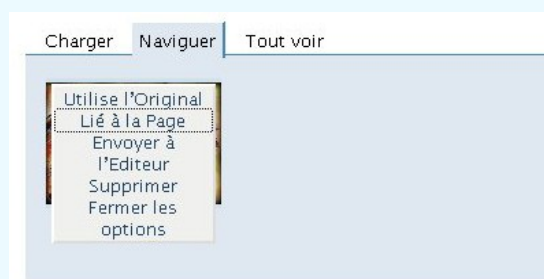 Charger Naviguer Tout voir
Utilise l'Original
Lié à la Page
Envoyer à
l'Editeur
Supprimer
Fermer les
options